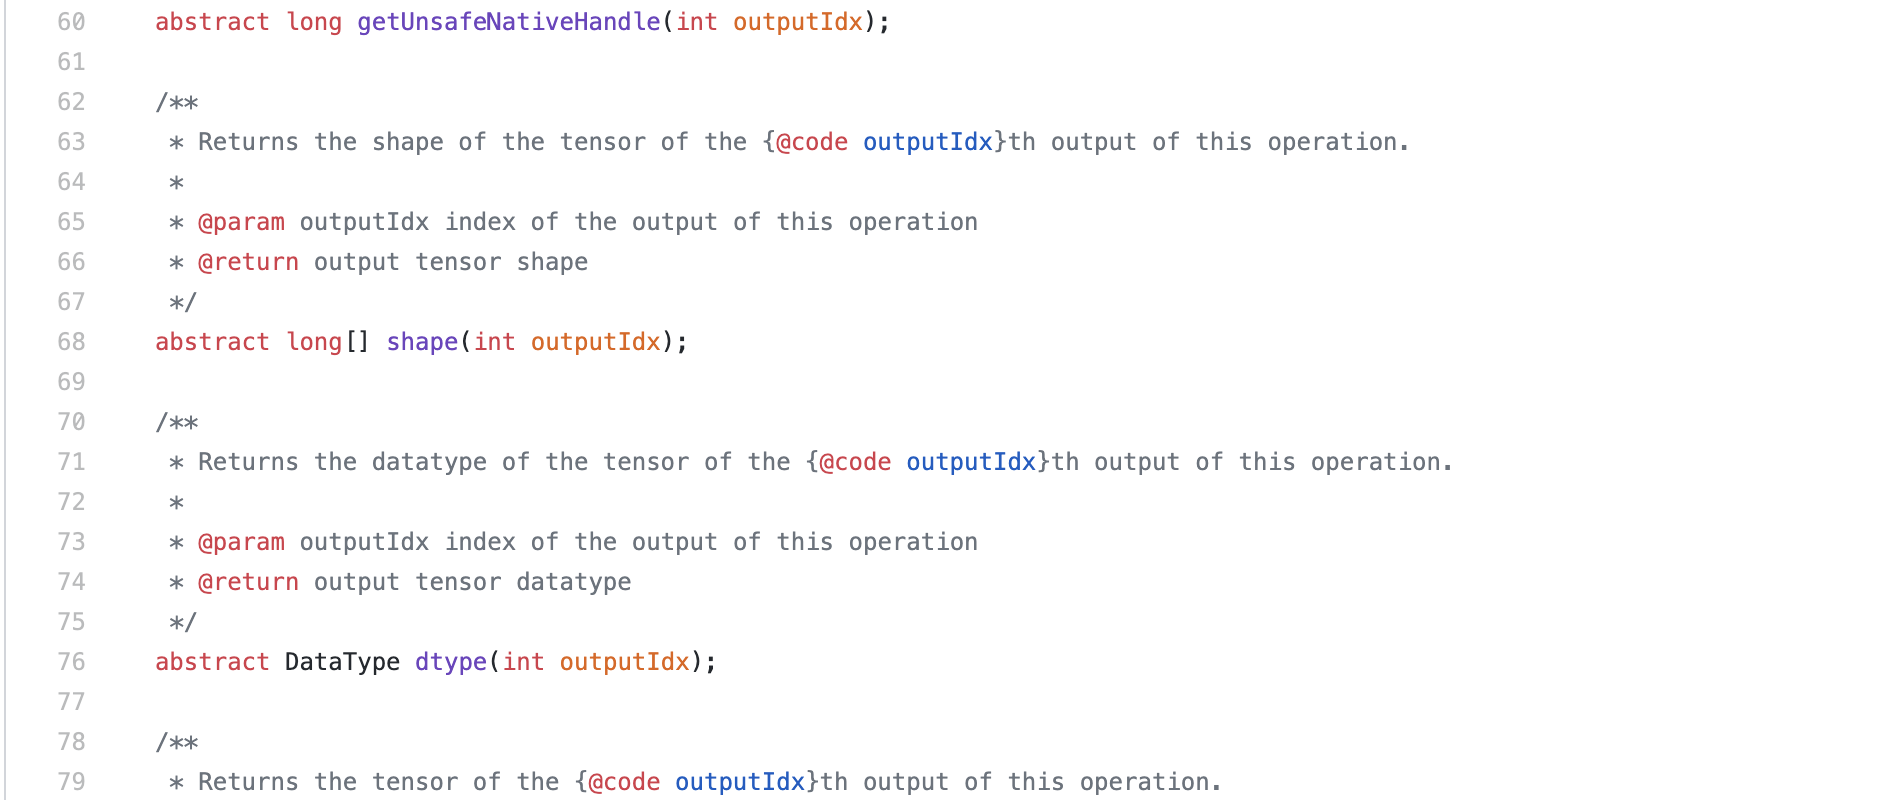 60 abstract long getUnsafeNativeHandle(int outputIdx);
61
62 /**
63 * Returns the shape of the tensor of the {@code outputIdx}th output of this operation.
64 *
65 * @param outputIdx index of the output of this operation
66 * @return output tensor shape
67 */
68 abstract long[] shape(int outputIdx);
69
70 /**
71 * Returns the datatype of the tensor of the {@code outputIdx}th output of this operation.
72 *
73 * @param outputIdx index of the output of this operation
74 * @return output tensor datatype
75 */
76 abstract DataType dtype(int outputIdx);
77
78 /**
79 * Returns the tensor of the {@code outputIdx}th output of this operation.